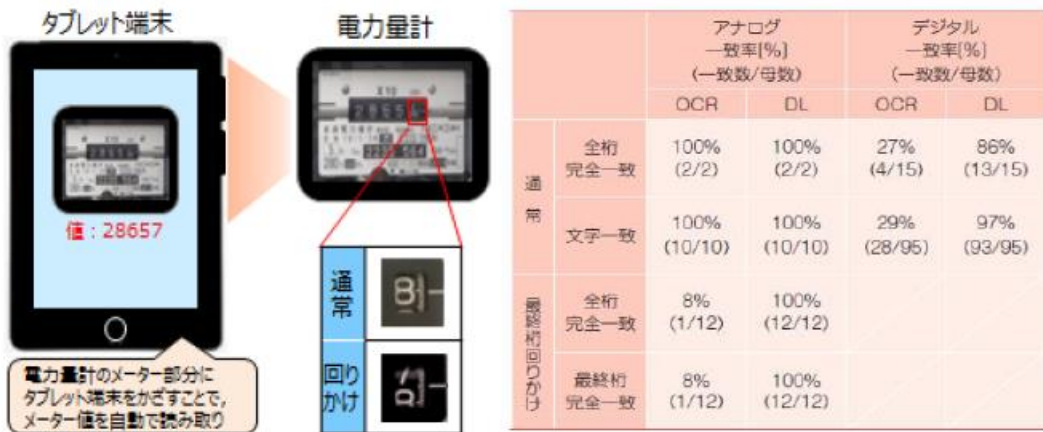 タブレット端末
電力量計
X10
2865
値：28657
通常
回り
かけ
電力量計のメーター部分に
タブレット端末をかざすことで，
メーター値を自動で読み取り
アナログ
一致率[%]
(一致数/母数)
デジタル
一致率[%]
(一致数/母数)
OCR
DL
OCR
DL
通常
全桁
完全一致
100%
(2/2)
100%
(2/2)
27%
(4/15)
86%
(13/15)
文字一致
100%
(10/10)
100%
(10/10)
29%
(28/95)
97%
(93/95)
最終桁回りかけ
全桁
完全一致
8%
(1/12)
100%
(12/12)
最終桁
完全一致
8%
(1/12)
100%
(12/12)